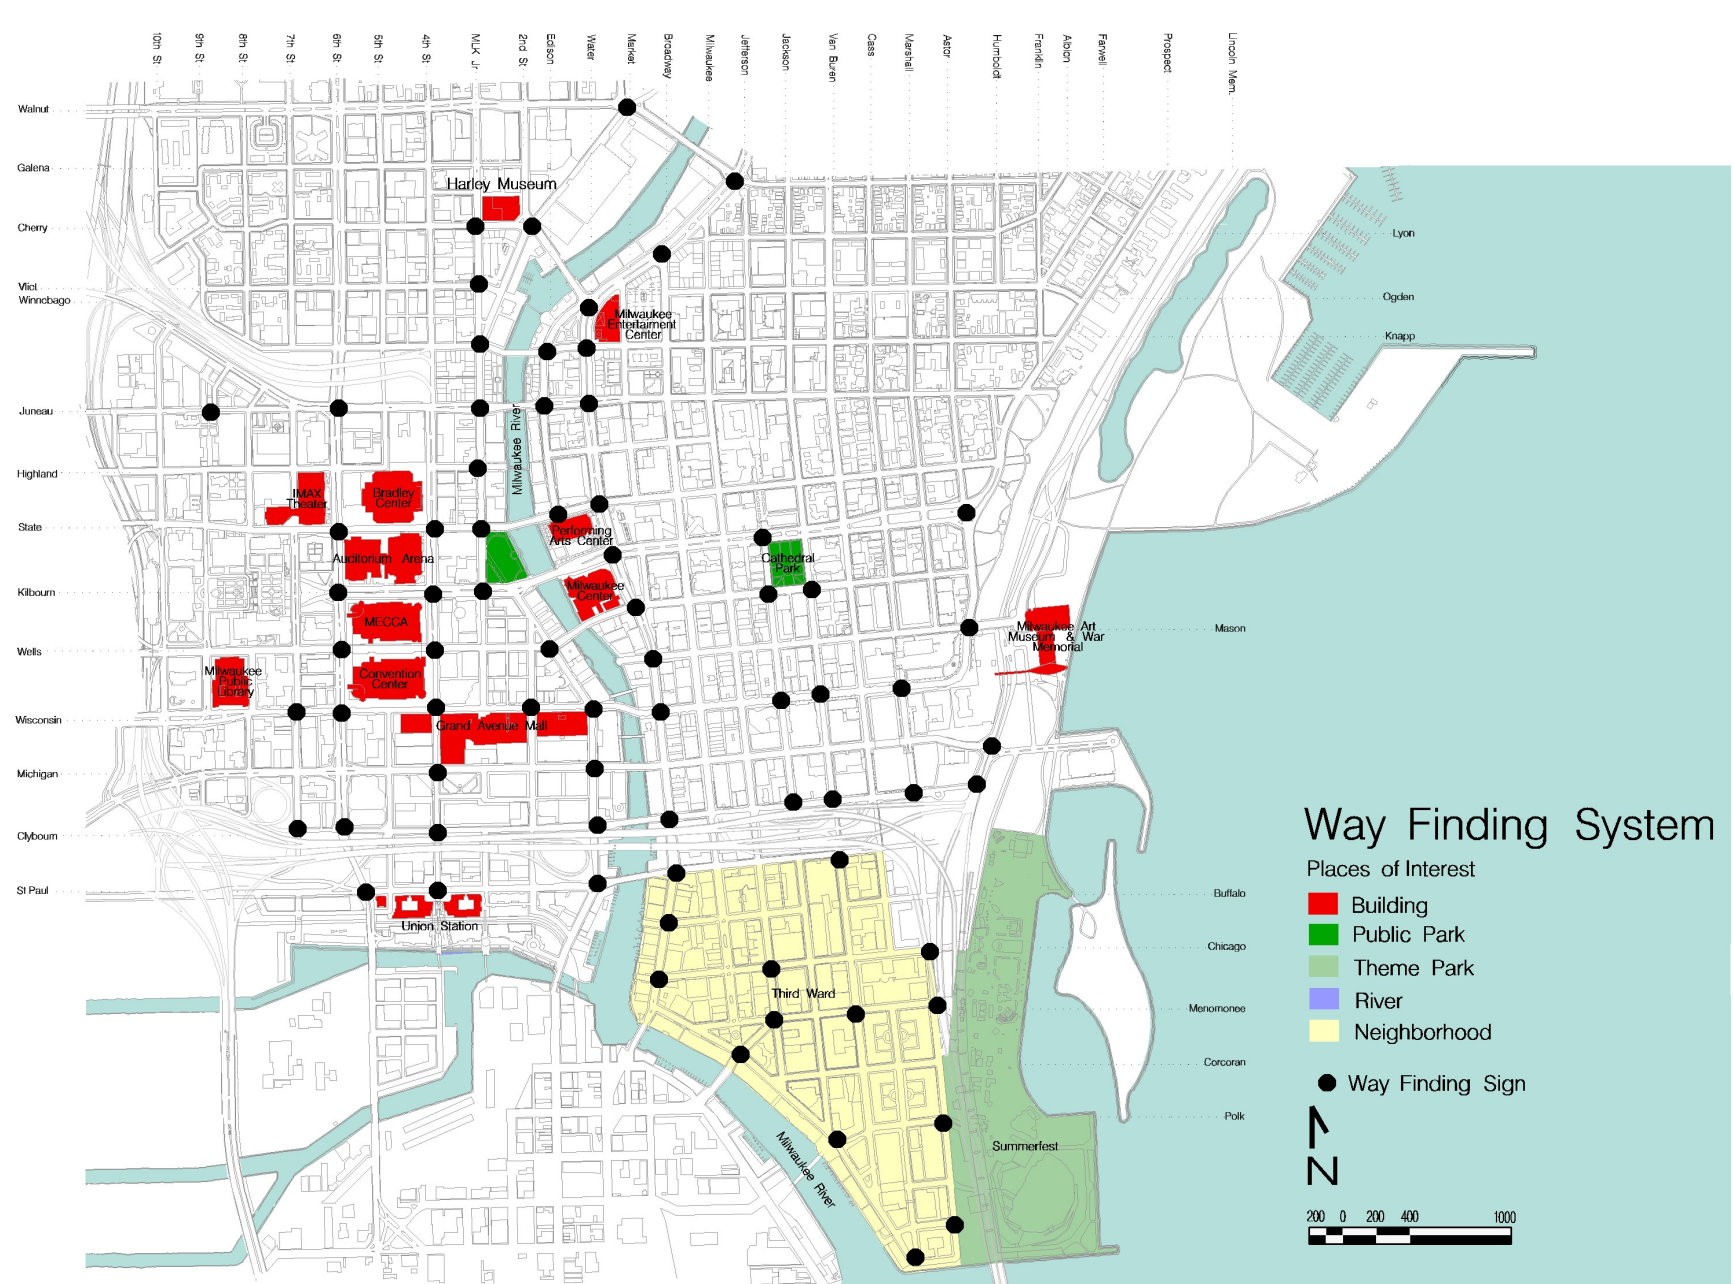 10th St
9th St
8th St
7th St
6th St
5th St
4th St
MLK Jr
2nd St
Edison
Water
Market
Broadway
Milwaukee
Jefferson
Jackson
Van Buren
Cass
Marshall
Astor
Humboldt
Franklin
Albion
Farwell
Prospect
Lincoln Mem.
Walnut
Galena
Cherry
Vliet
Winnebago
Juneau
Highland
State
Kilbourn
Wells
Wisconsin
Michigan
Clybourn
St Paul
Lyon
Ogden
Knapp
Mason
Buffalo
Chicago
Menomonee
Corcoran
Polk
Harley Museum
Milwaukee
Entertaiment
Center
Milwaukee River
IMAX
Theater
Bradley
Center
Performing
Arts Center
Auditorium
Arena
Cathedral
Park
Milwaukee
Center
MECCA
Milwaukee Art
Museum & War
Memorial
Milwaukee
Public
Library
Convention
Center
Grand Avenue Mall
Union Station
Third Ward
Milwaukee River
Summerfest
Way Finding System
Places of Interest
Building
Public Park
Theme Park
River
Neighborhood
Way Finding Sign
N
200 0 200 400 1000